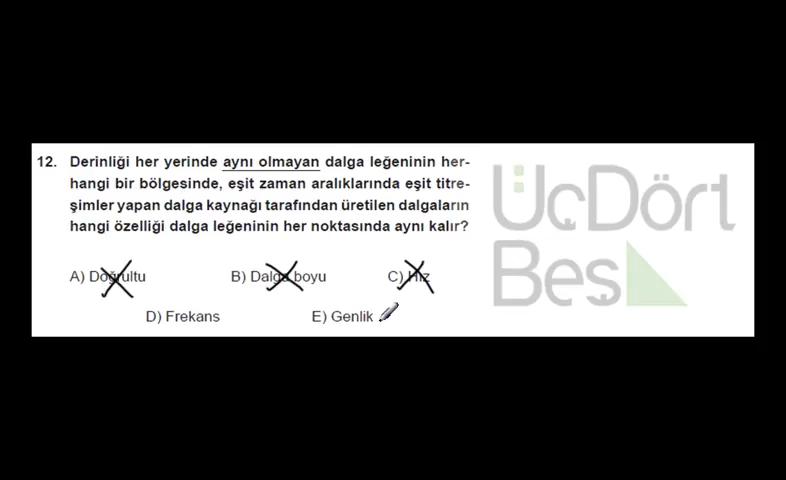 12. Derinliği her yerinde aynı olmayan dalga leğeninin her-
hangi bir bölgesinde, eşit zaman aralıklarında eşit titre-
şimler yapan dalga kaynağı tarafından üretilen dalgaların
hangi özelliği dalga leğeninin her noktasında aynı kalır?
A) Doğrultu B) Dalga boyu C) Hız
D) Frekans E) Genlik
ÜçDört
Beş